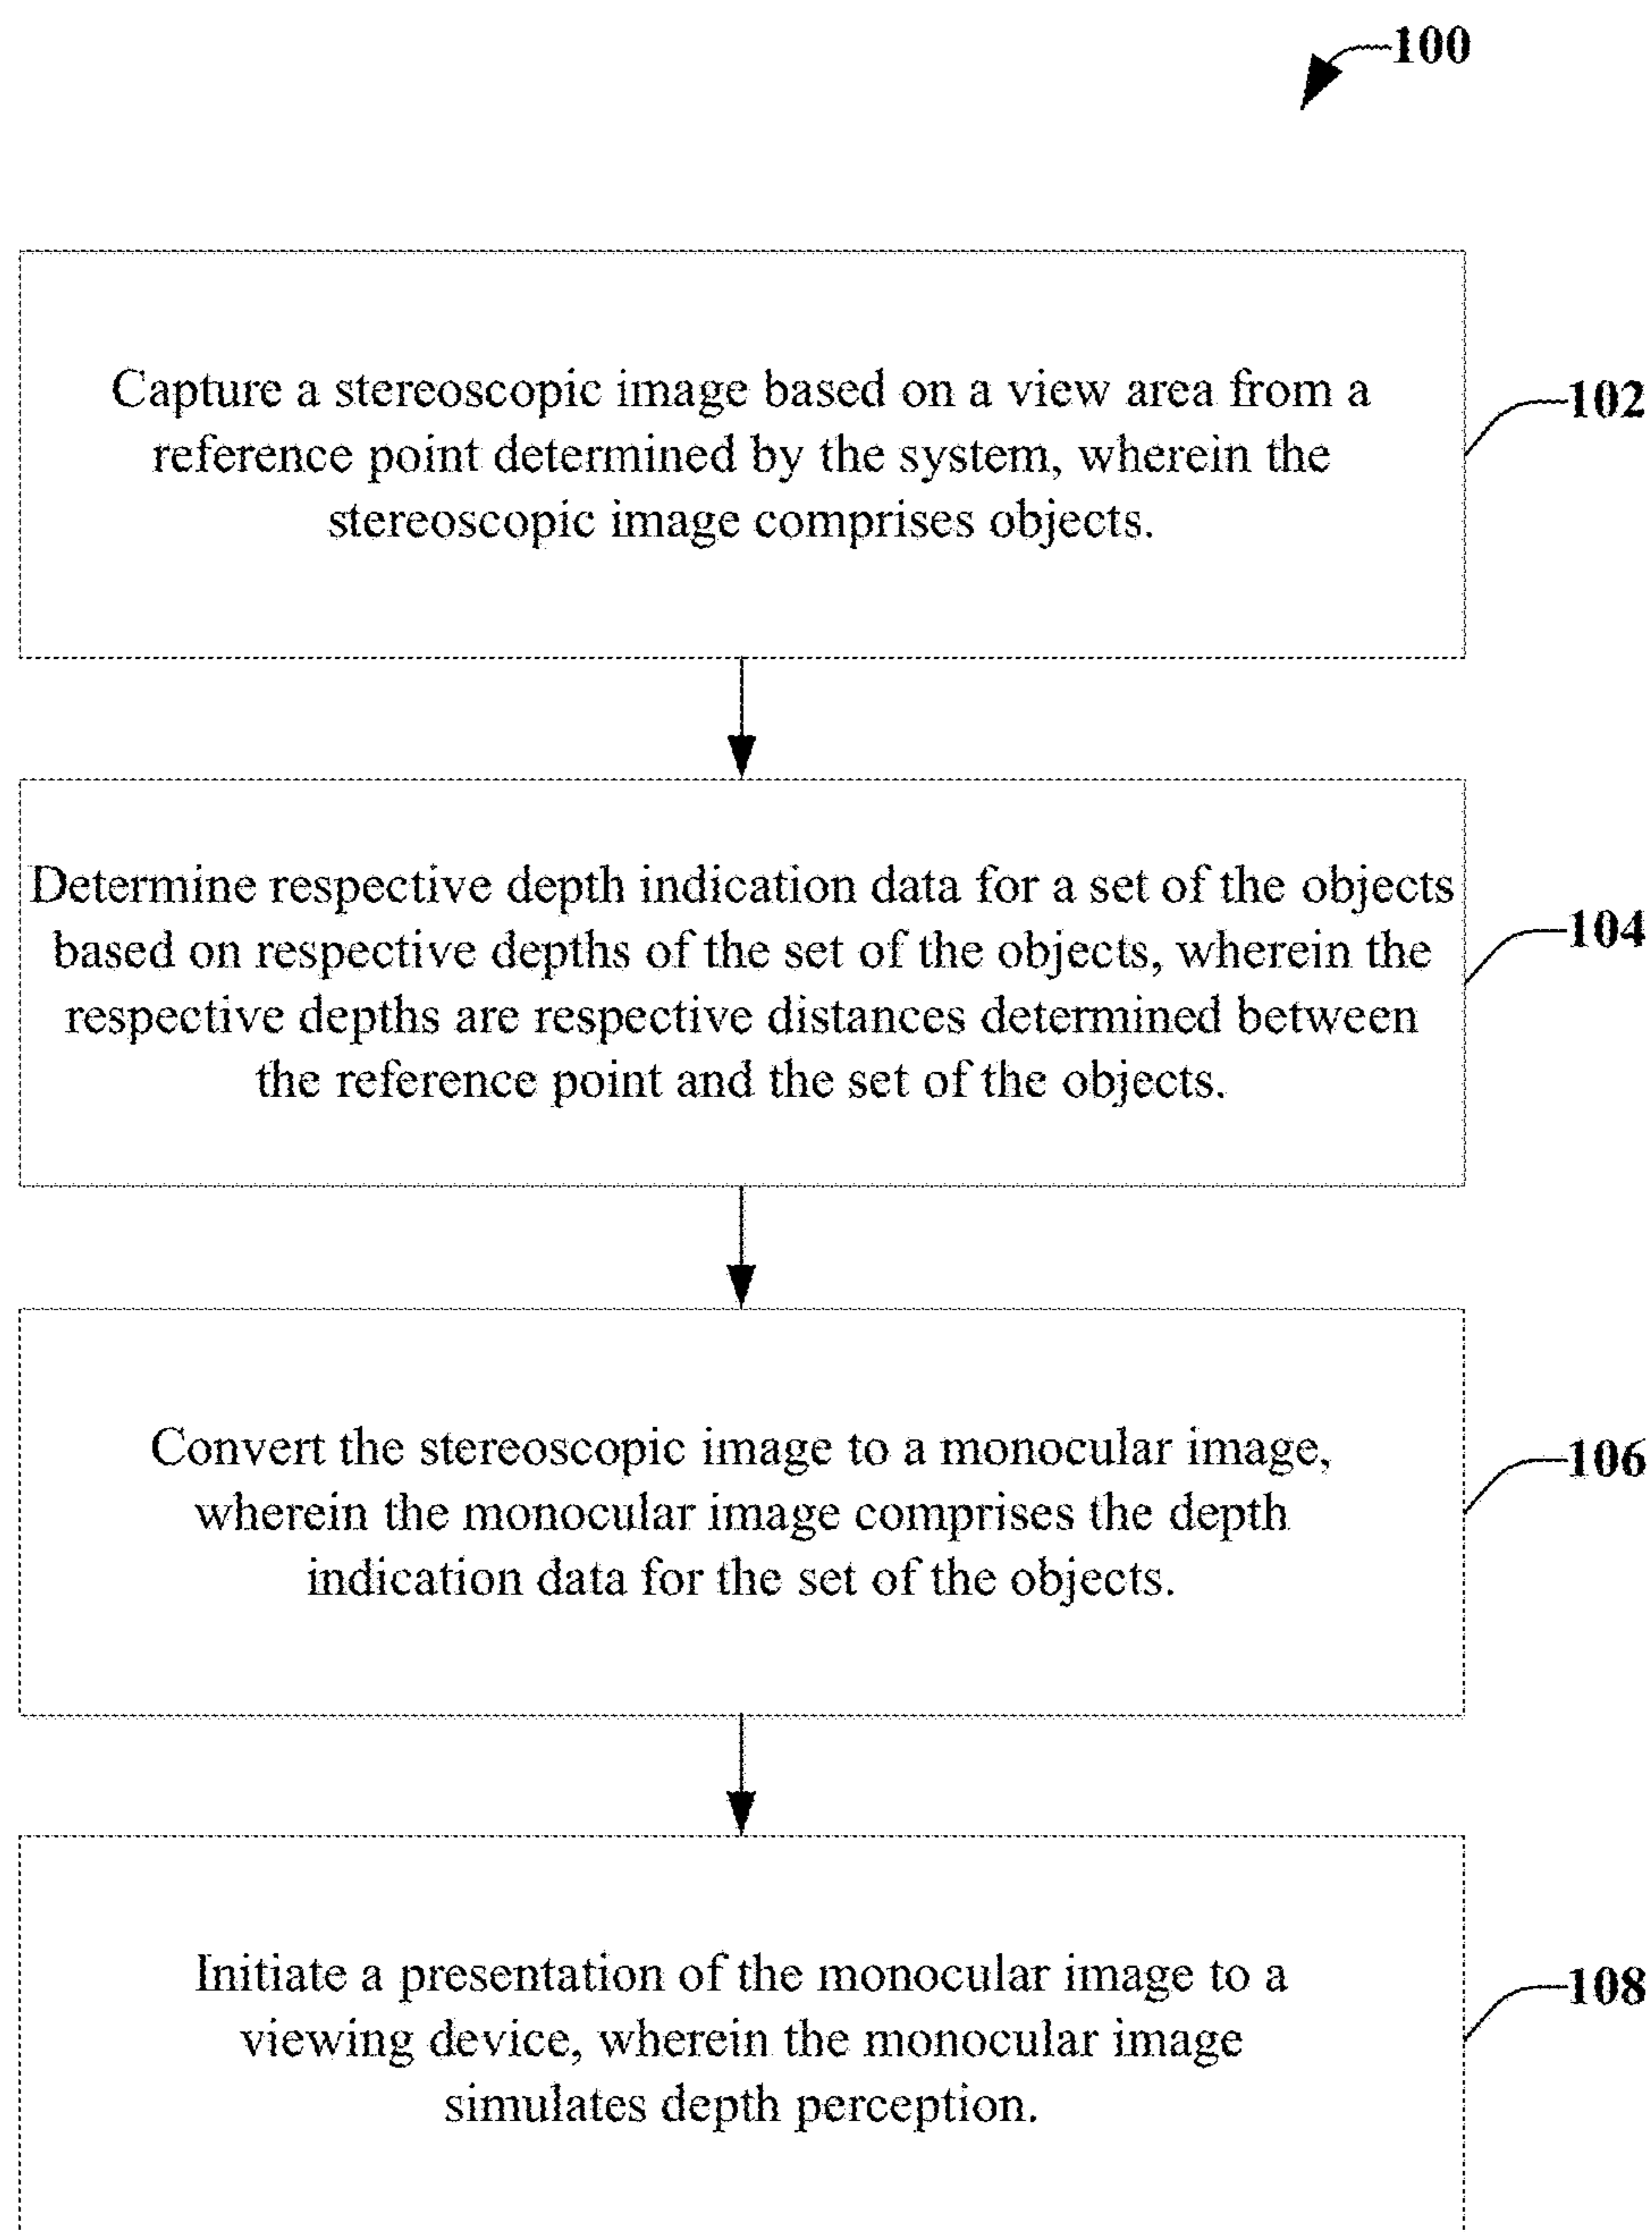 100
Capture a stereoscopic image based on a view area from a
reference point determined by the system, wherein the
stereoscopic image comprises objects.
102
Determine respective depth indication data for a set of the objects
based on respective depths of the set of the objects, wherein the
respective depths are respective distances determined between
the reference point and the set of the objects.
104
Convert the stereoscopic image to a monocular image,
wherein the monocular image comprises the depth
indication data for the set of the objects.
106
Initiate a presentation of the monocular image to a
viewing device, wherein the monocular image
simulates depth perception.
108